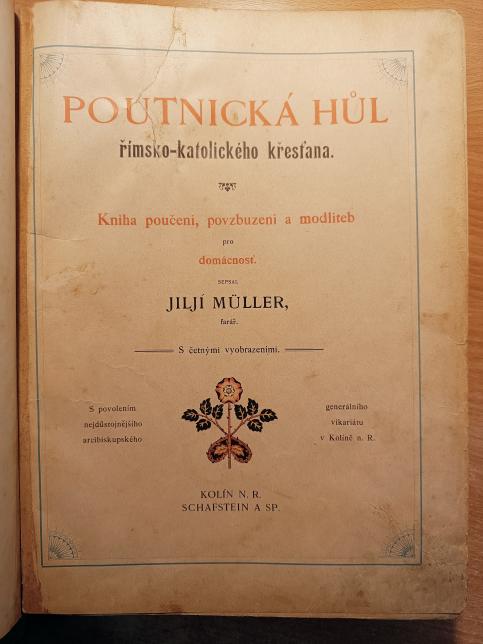 POUTNICKÁ HŮL
římsko-katolického křesťana.
Kniha poučení, povzbuzení a modliteb
pro
domácnosť.
SEPSAL
JILJÍ MÜLLER,
farář.
S četnými vyobrazeními.
S povolením
nejdůstojnějšího
arcibiskupského
generálního
vikariátu
v Kolíně n. R.
KOLÍN N. R.
SCHAFSTEIN A SP.